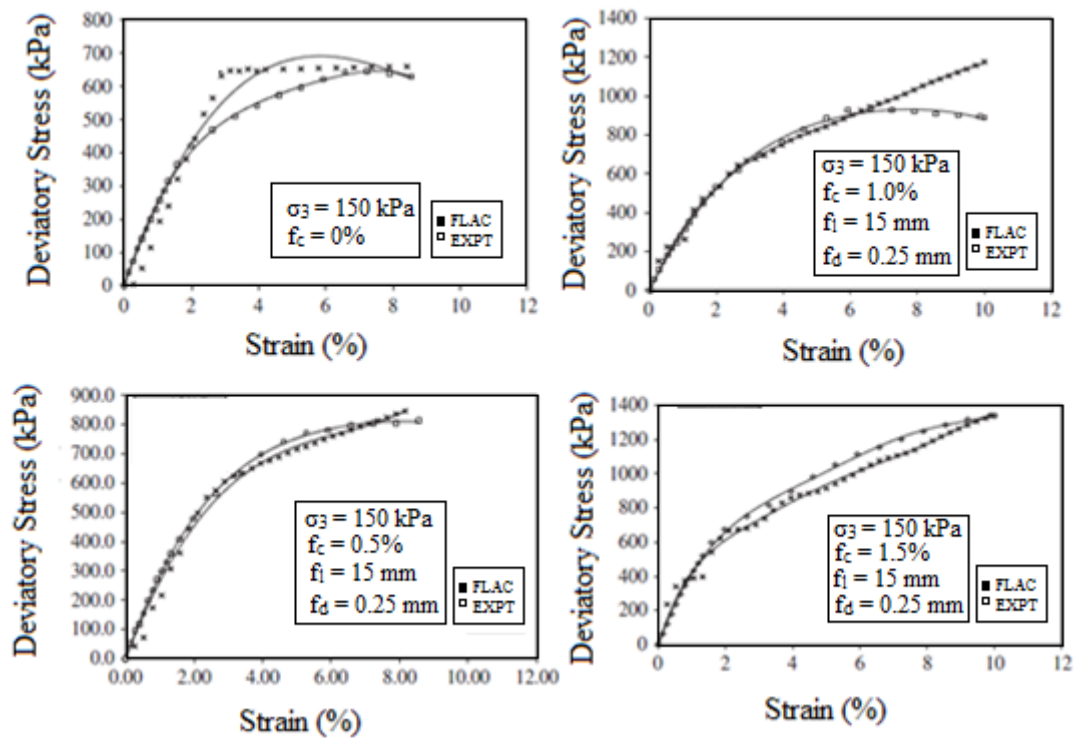 Deviatory Stress (kPa)
800
700
600
500
400
300
200
100
0
0 2 4 6 8 10 12
Strain (%)
σ3 = 150 kPa
fc = 0%
FLAC
EXPT
Deviatory Stress (kPa)
1400
1200
1000
800
600
400
200
0
0 2 4 6 8 10 12
Strain (%)
σ3 = 150 kPa
fc = 1.0%
fl = 15 mm
fd = 0.25 mm
FLAC
EXPT
Deviatory Stress (kPa)
900.0
800.0
700.0
600.0
500.0
400.0
300.0
200.0
100.0
0.0
0.00 2.00 4.00 6.00 8.00 10.00 12.00
Strain (%)
σ3 = 150 kPa
fc = 0.5%
fl = 15 mm
fd = 0.25 mm
FLAC
EXPT
Deviatory Stress (kPa)
1400
1200
1000
800
600
400
200
0
0 2 4 6 8 10 12
Strain (%)
σ3 = 150 kPa
fc = 1.5%
fl = 15 mm
fd = 0.25 mm
FLAC
EXPT